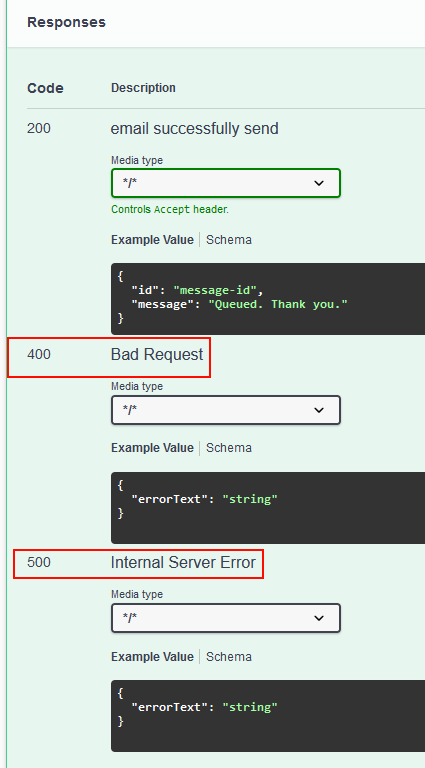 Responses
Code Description
200 email successfully send
Media type
*/*
Controls Accept header.
Example Value Schema
{
"id": "message-id",
"message": "Queued. Thank you."
}
400 Bad Request
Media type
*/*
Example Value Schema
{
"errorText": "string"
}
500 Internal Server Error
Media type
*/*
Example Value Schema
{
"errorText": "string"
}